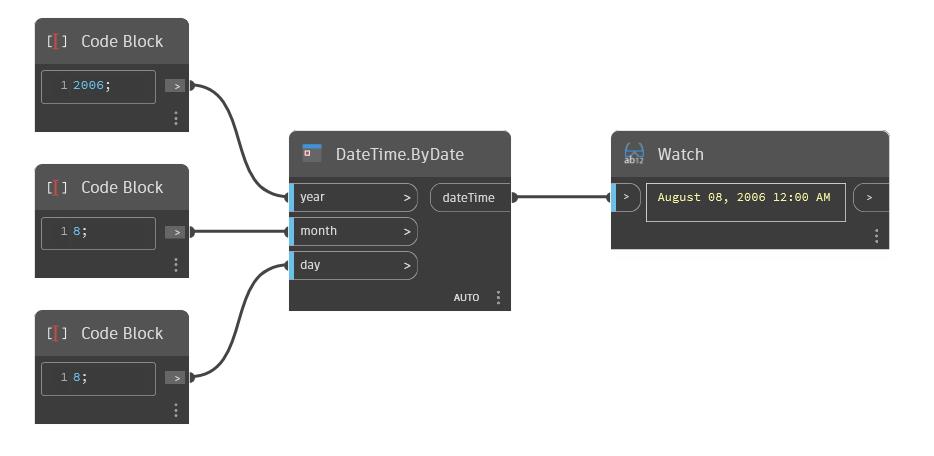 Code Block
1 2006;
>
Code Block
1 8;
>
Code Block
1 8;
>
DateTime.ByDate
year >
dateTime
month >
day >
AUTO
ab12
Watch
>
August 08, 2006 12:00 AM
>